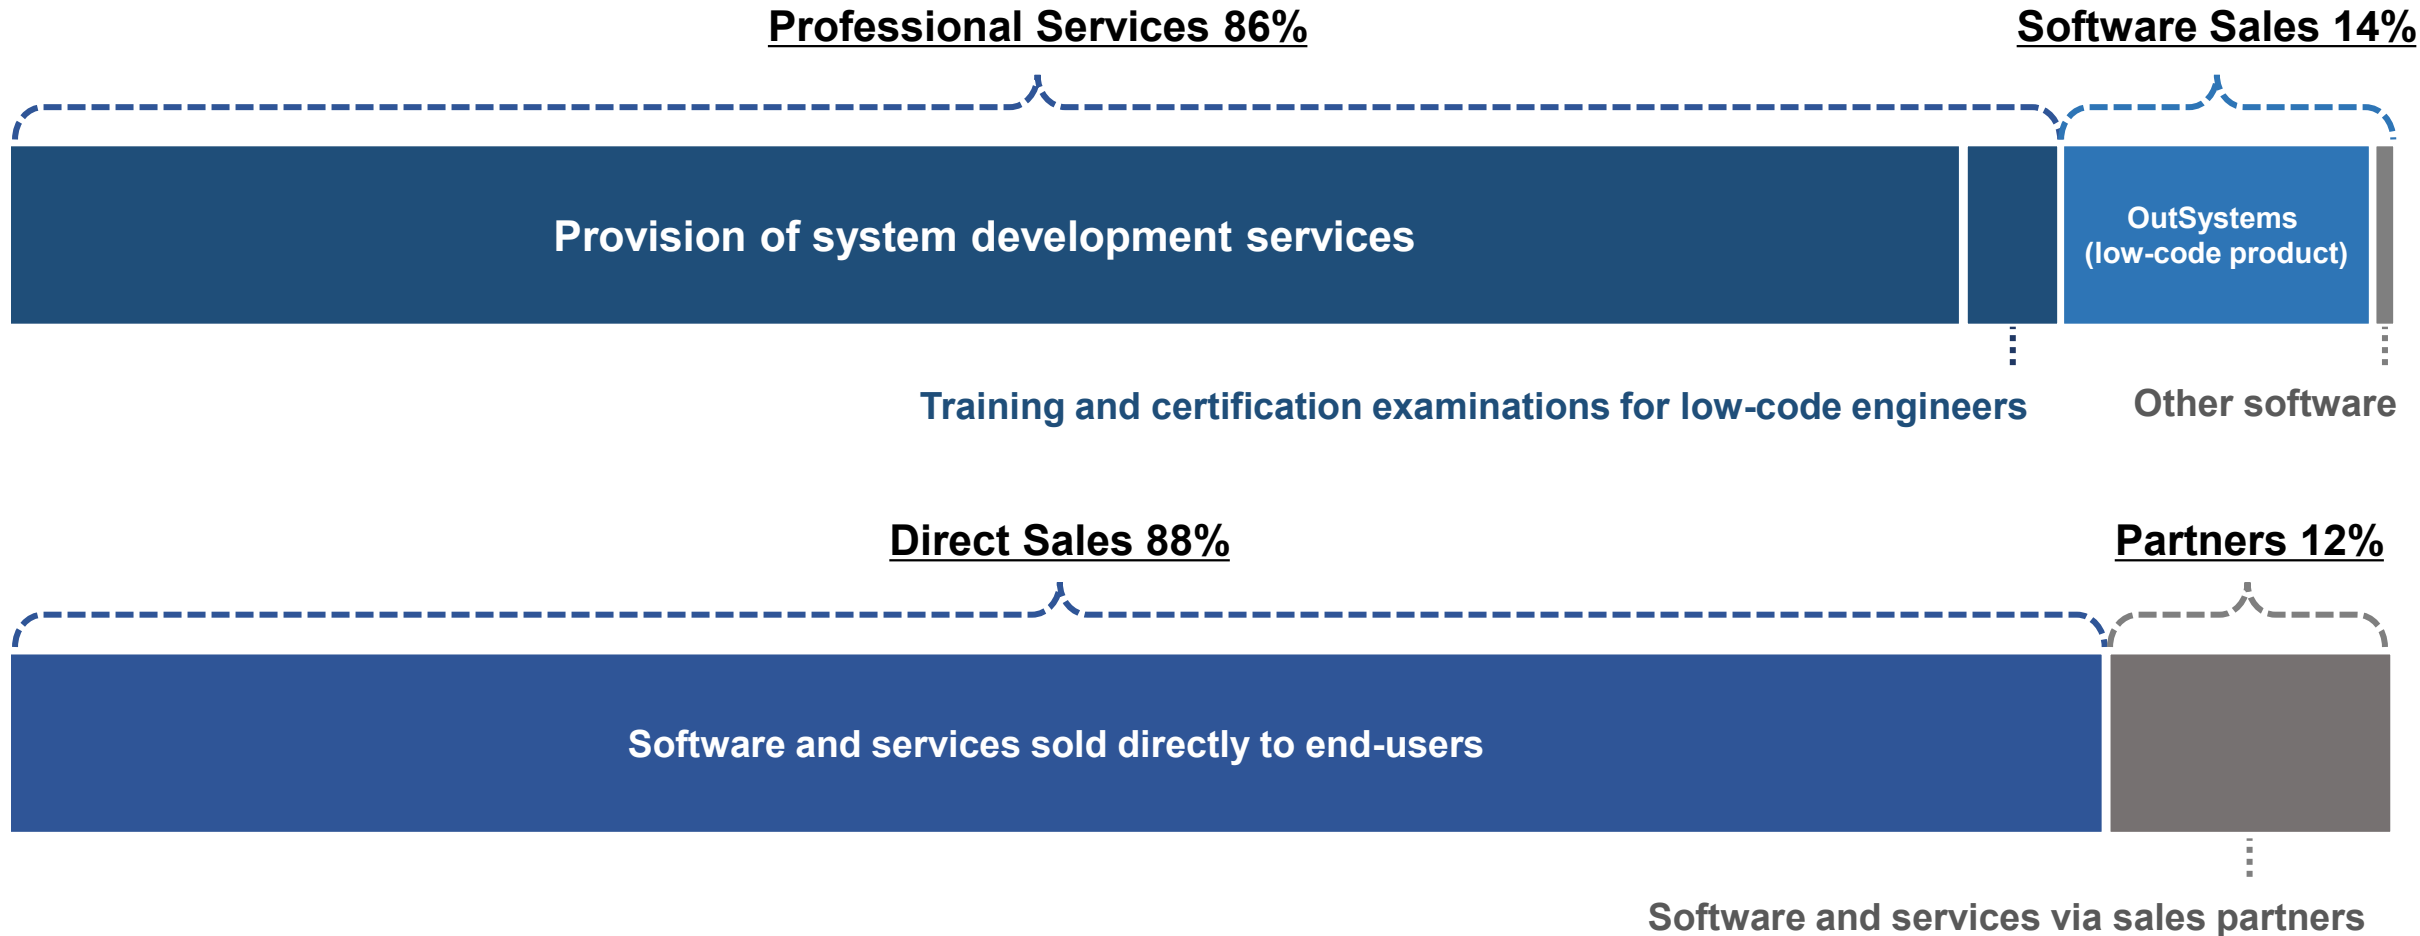 Professional Services 86%
Software Sales 14%
Provision of system development services
OutSystems
(low-code product)
Training and certification examinations for low-code engineers
Other software
Direct Sales 88%
Partners 12%
Software and services sold directly to end-users
Software and services via sales partners